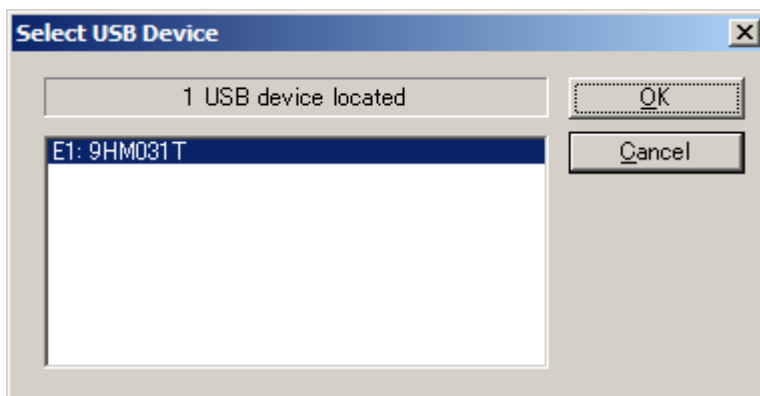 Select USB Device
1 USB device located
OK
E1: 9HM031T
Cancel